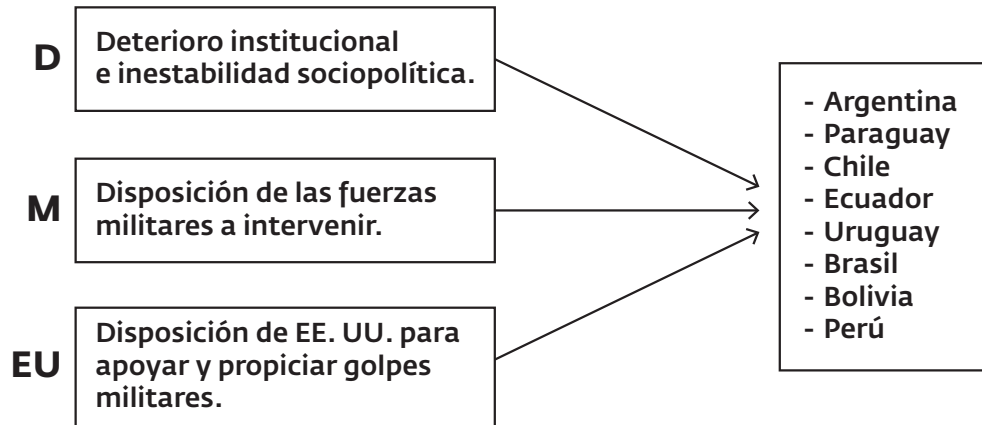 D
Deterioro institucional
e inestabilidad sociopolítica.
M
Disposición de las fuerzas
militares a intervenir.
EU
Disposición de EE. UU. para
apoyar y propiciar golpes
militares.
- Argentina
- Paraguay
- Chile
- Ecuador
- Uruguay
- Brasil
- Bolivia
- Perú